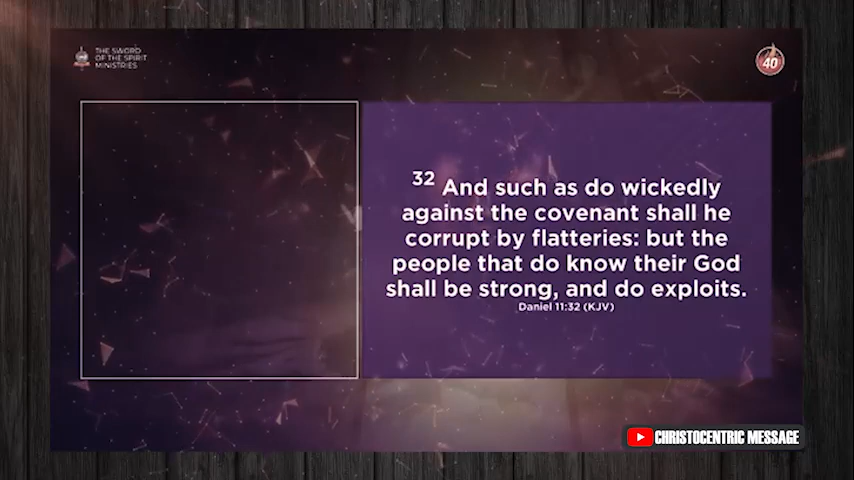 THE SWORD
OF THE SPIRIT
MINISTRIES
40
32 And such as do wickedly
against the covenant shall he
corrupt by flatteries: but the
people that do know their God
shall be strong, and do exploits.
Daniel 11:32 (KJV)
CHRISTOCENTRIC MESSAGE